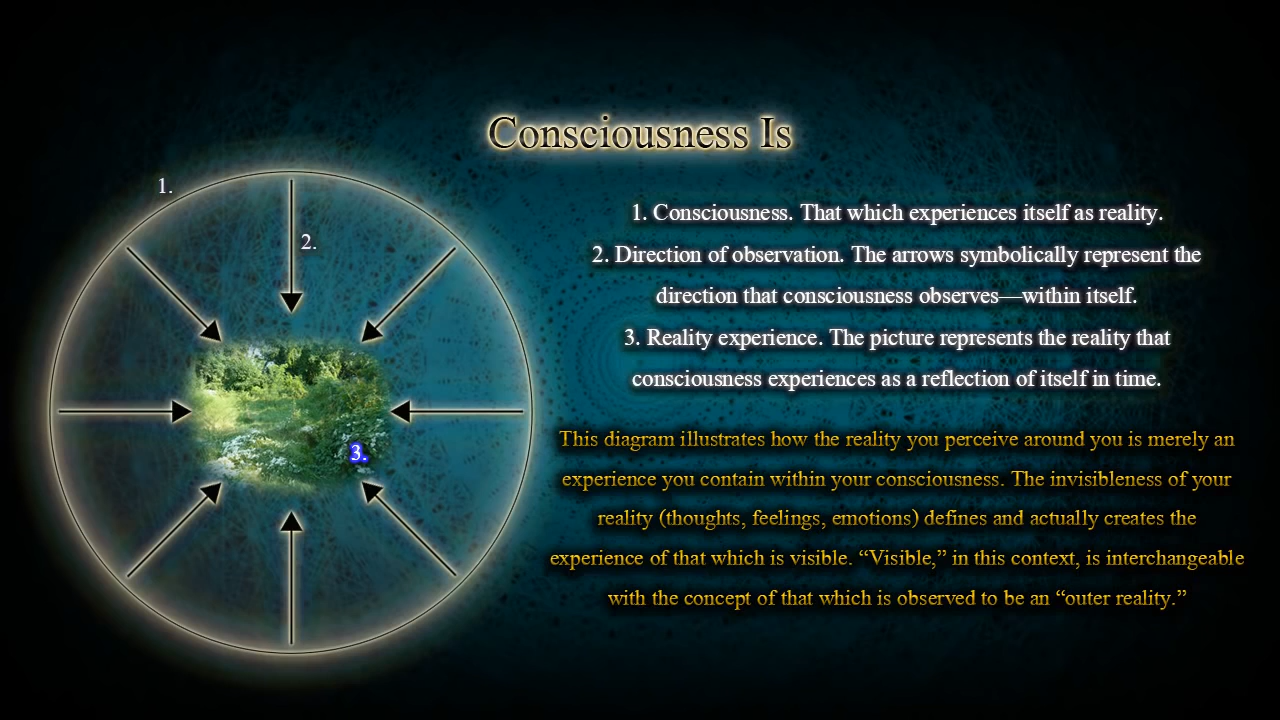 Consciousness Is
1.
2.
3.
1. Consciousness. That which experiences itself as reality.
2. Direction of observation. The arrows symbolically represent the
direction that consciousness observes—within itself.
3. Reality experience. The picture represents the reality that
consciousness experiences as a reflection of itself in time.
This diagram illustrates how the reality you perceive around you is merely an
experience you contain within your consciousness. The invisibleness of your
reality (thoughts, feelings, emotions) defines and actually creates the
experience of that which is visible. “Visible,” in this context, is interchangeable
with the concept of that which is observed to be an “outer reality.”